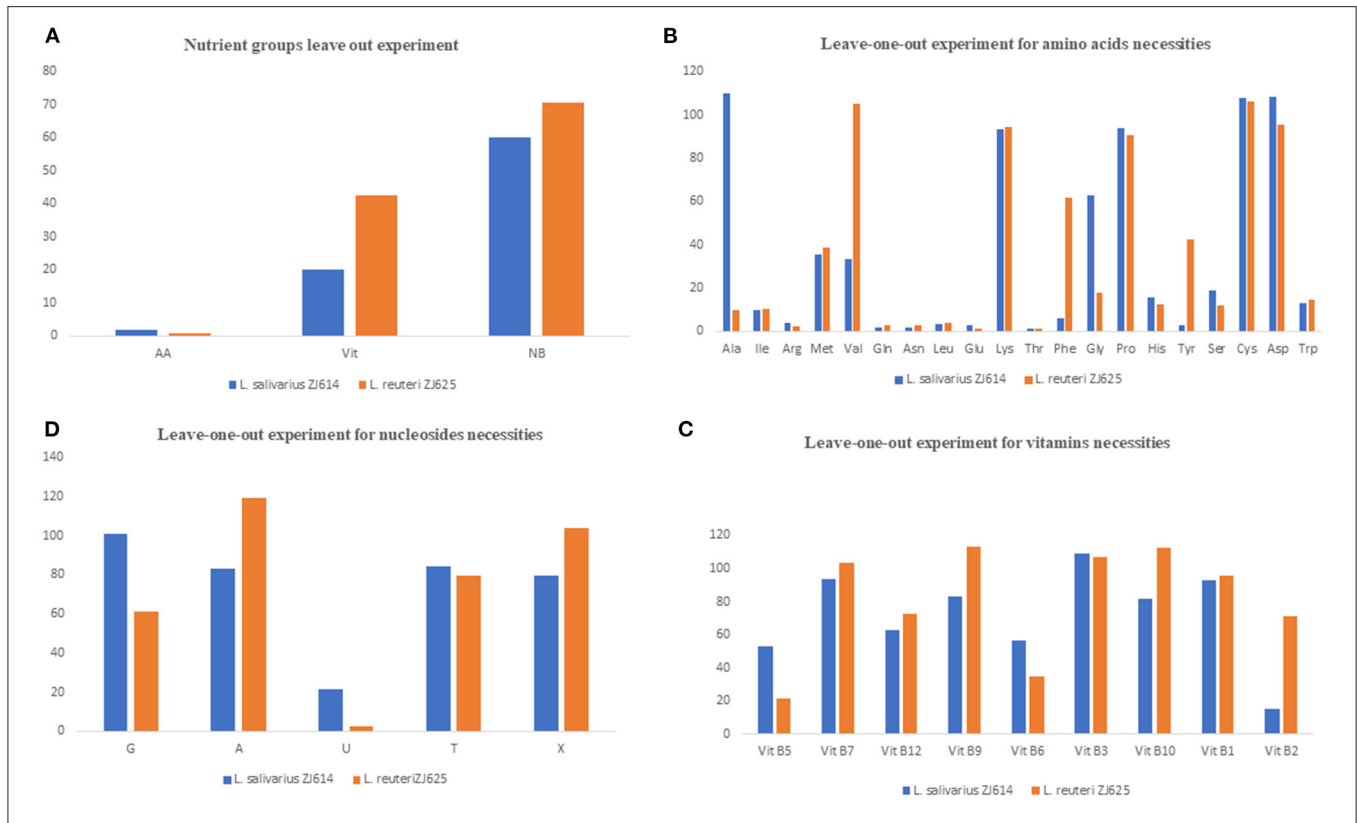 A
Nutrient groups leave out experiment
80
70
60
50
40
30
20
10
0
AA Vit NB
L. salivarius ZJ614 L. reuteri ZJ625
B
Leave-one-out experiment for amino acids necessities
120
100
80
60
40
20
0
Ala Ile Arg Met Val Gln Asn Leu Glu Lys Thr Phe Gly Pro His Tyr Ser Cys Asp Trp
L. salivarius ZJ614 L. reuteri ZJ625
D
Leave-one-out experiment for nucleosides necessities
140
120
100
80
60
40
20
0
G A U T X
L. salivarius ZJ614 L. reuteriZJ625
C
Leave-one-out experiment for vitamins necessities
120
100
80
60
40
20
0
Vit B5 Vit B7 Vit B12 Vit B9 Vit B6 Vit B3 Vit B10 Vit B1 Vit B2
L. salivarius ZJ614 L. reuteri ZJ625